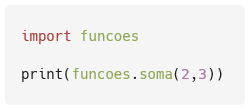 import funcoes
print(funcoes.soma(2,3))